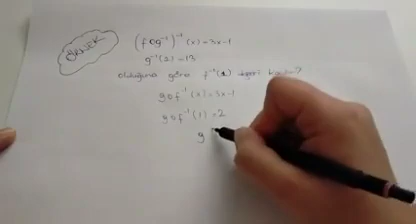 ÖRNEK
(fog⁻¹)⁻¹(x)=3x-1
g⁻¹(2)=13
Olduğuna göre f⁻¹(1) değeri kaçtır?
gof⁻¹(x)=3x-1
gof⁻¹(1)=2
g